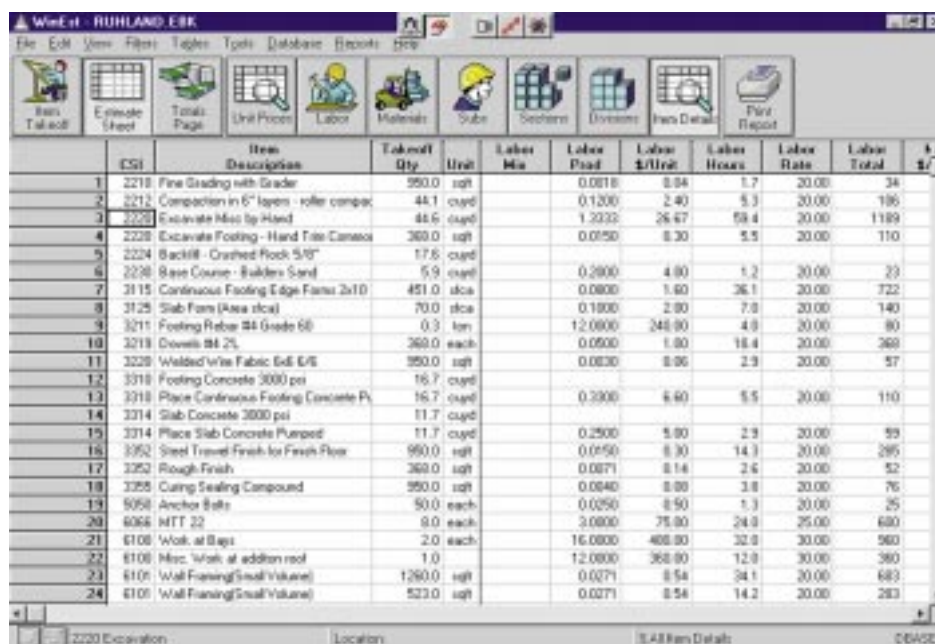 WinEst - RUHLAND.EBK
File Edit View Filters Tables Tools Database Reports Help
Item Takeoff Estimate Sheet Totals Page Unit Prices Labor Materials Subs Sections Divisions Item Details Print Report
CSI Item Description Takeoff Qty Unit Labor Min Labor Prod Labor $/Unit Labor Hours Labor Rate Labor Total
1 2210 Fine Grading with Grader 950.0 sqft 0.0018 0.04 1.7 20.00 34
2 2212 Compaction in 6" layers - roller compac 44.1 cuyd 0.1200 2.40 5.3 20.00 106
3 2220 Excavate Misc by Hand 44.6 cuyd 1.3333 26.67 59.4 20.00 1189
4 2220 Excavate Footing - Hand Trim Common 368.0 sqft 0.0150 0.30 5.5 20.00 110
5 2224 Backfill - Crushed Rock 5/8" 17.6 cuyd
6 2230 Base Course - Builders Sand 5.9 cuyd 0.2000 4.00 1.2 20.00 23
7 3115 Continuous Footing Edge Forms 2x10 451.0 sfca 0.0800 1.60 36.1 20.00 722
8 3125 Slab Form (Area sfca) 70.0 sfca 0.1000 2.00 7.0 20.00 140
9 3211 Footing Rebar #4 Grade 60 0.3 ton 12.0000 240.00 4.0 20.00 80
10 3219 Dowels #4 2'L 368.0 each 0.0500 1.00 18.4 20.00 368
11 3220 Welded Wire Fabric 6x6 6/6 950.0 sqft 0.0030 0.06 2.9 20.00 57
12 3310 Footing Concrete 3000 psi 16.7 cuyd
13 3310 Place Continuous Footing Concrete Pu 16.7 cuyd 0.3300 6.60 5.5 20.00 110
14 3314 Slab Concrete 3000 psi 11.7 cuyd
15 3314 Place Slab Concrete Pumped 11.7 cuyd 0.2500 5.00 2.9 20.00 59
16 3352 Steel Trowel Finish for Finish Floor 950.0 sqft 0.0150 0.30 14.3 20.00 285
17 3352 Rough Finish 368.0 sqft 0.0071 0.14 2.6 20.00 52
18 3355 Curing Sealing Compound 950.0 sqft 0.0040 0.08 3.8 20.00 76
19 5050 Anchor Bolts 50.0 each 0.0250 0.50 1.3 20.00 25
20 6066 MTT 22 8.0 each 3.0000 75.00 24.0 25.00 600
21 6100 Work at Bays 2.0 each 16.0000 480.00 32.0 30.00 960
22 6100 Misc. Work at additon roof 1.0 12.0000 360.00 12.0 30.00 360
23 6101 Wall Framing(Small Volume) 1260.0 sqft 0.0271 0.54 34.1 20.00 683
24 6101 Wall Framing(Small Volume) 523.0 sqft 0.0271 0.54 14.2 20.00 283
2220 Excavation Location 5.All Item Details DBASE